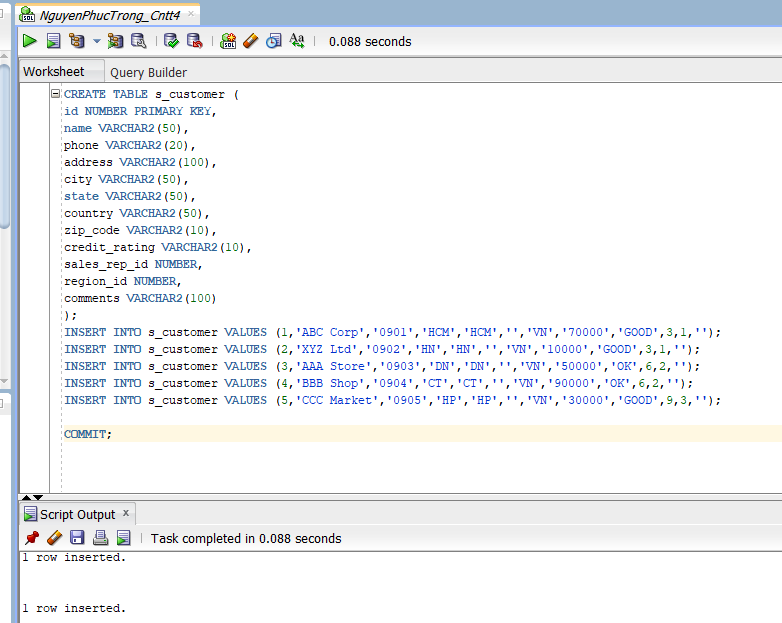 NguyenPhucTrong_Cntt4
0.088 seconds
Worksheet Query Builder
CREATE TABLE s_customer (
id NUMBER PRIMARY KEY,
name VARCHAR2(50),
phone VARCHAR2(20),
address VARCHAR2(100),
city VARCHAR2(50),
state VARCHAR2(50),
country VARCHAR2(50),
zip_code VARCHAR2(10),
credit_rating VARCHAR2(10),
sales_rep_id NUMBER,
region_id NUMBER,
comments VARCHAR2(100)
);
INSERT INTO s_customer VALUES (1,'ABC Corp','0901','HCM','HCM','','VN','70000','GOOD',3,1,'');
INSERT INTO s_customer VALUES (2,'XYZ Ltd','0902','HN','HN','','VN','10000','GOOD',3,1,'');
INSERT INTO s_customer VALUES (3,'AAA Store','0903','DN','DN','','VN','50000','OK',6,2,'');
INSERT INTO s_customer VALUES (4,'BBB Shop','0904','CT','CT','','VN','90000','OK',6,2,'');
INSERT INTO s_customer VALUES (5,'CCC Market','0905','HP','HP','','VN','30000','GOOD',9,3,'');
COMMIT;
Script Output x
Task completed in 0.088 seconds
1 row inserted.
1 row inserted.